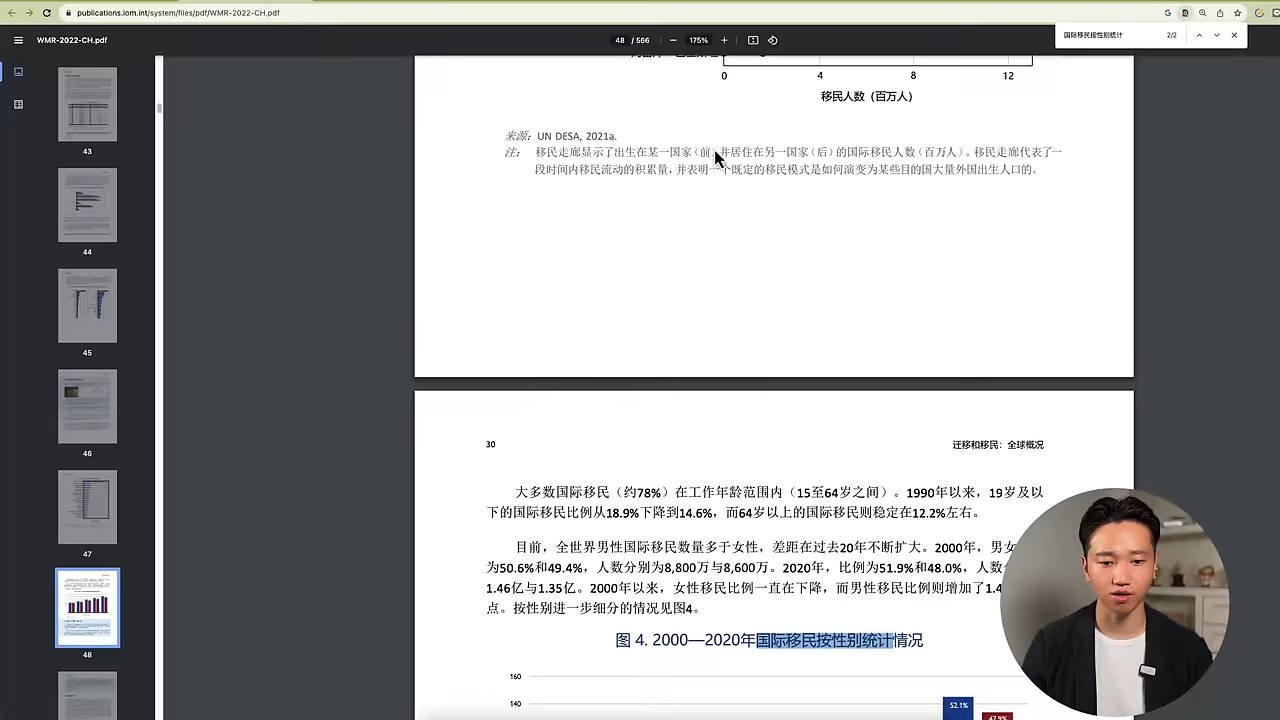 publications.iom.int/system/files/pdf/WMR-2022-CH.pdf
WMR-2022-CH.pdf
48 / 566
175%
国际移民按性别统计
2/2
0 4 8 12
移民人数（百万人）
来源：UN DESA, 2021a.
注：移民走廊显示了出生在某一国家（前）并居住在另一国家（后）的国际移民人数（百万人）。移民走廊代表了一
段时间内移民流动的积累量，并表明一个既定的移民模式是如何演变为某些目的国大量外国出生人口的。
43
44
45
46
47
48
30
迁移和移民：全球概况
大多数国际移民（约78%）在工作年龄范围内（15至64岁之间）。1990年以来，19岁及以
下的国际移民比例从18.9%下降到14.6%，而64岁以上的国际移民则稳定在12.2%左右。
目前，全世界男性国际移民数量多于女性，差距在过去20年不断扩大。2000年，男女
为50.6%和49.4%，人数分别为8,800万与8,600万。2020年，比例为51.9%和48.0%，人数
1.46亿与1.35亿。2000年以来，女性移民比例一直在下降，而男性移民比例则增加了1.4
点。按性别进一步细分的情况见图4。
图 4. 2000—2020年国际移民按性别统计情况
160
140
52.1%
47.9%